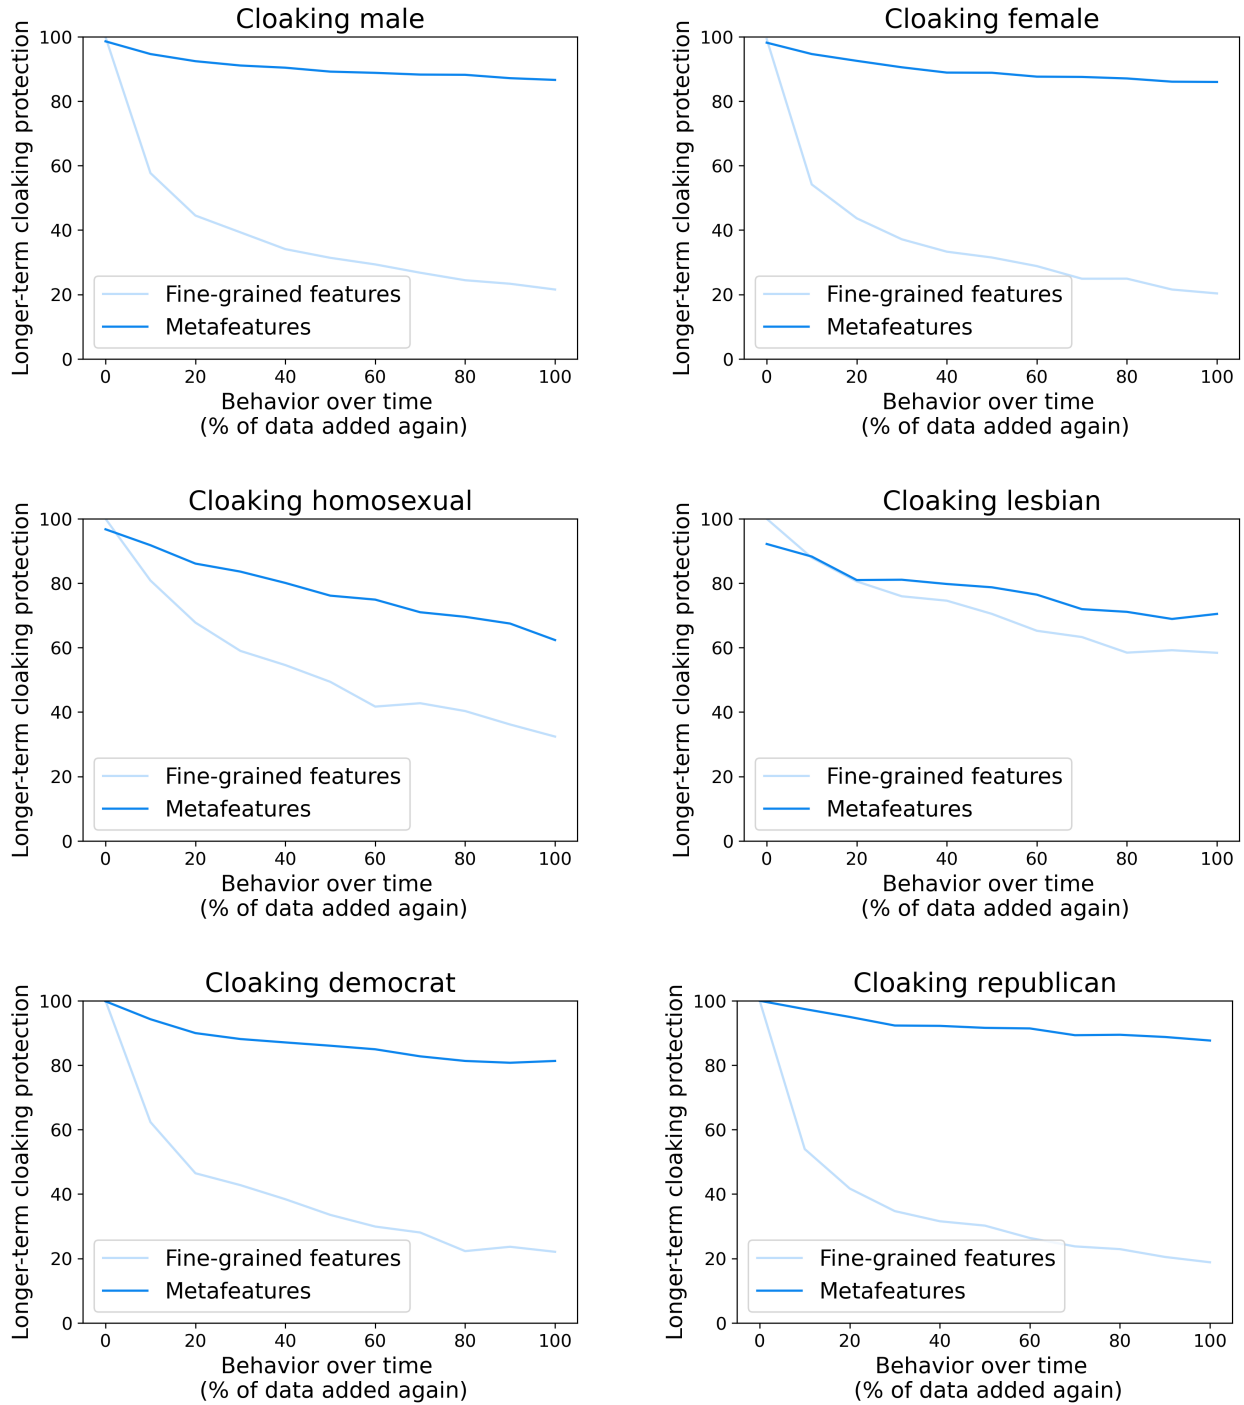 Cloaking male
Longer-term cloaking protection
100
80
60
40
20
0
Fine-grained features
Metafeatures
0 20 40 60 80 100
Behavior over time
(% of data added again)
Cloaking female
Longer-term cloaking protection
100
80
60
40
20
0
Fine-grained features
Metafeatures
0 20 40 60 80 100
Behavior over time
(% of data added again)
Cloaking homosexual
Longer-term cloaking protection
100
80
60
40
20
0
Fine-grained features
Metafeatures
0 20 40 60 80 100
Behavior over time
(% of data added again)
Cloaking lesbian
Longer-term cloaking protection
100
80
60
40
20
0
Fine-grained features
Metafeatures
0 20 40 60 80 100
Behavior over time
(% of data added again)
Cloaking democrat
Longer-term cloaking protection
100
80
60
40
20
0
Fine-grained features
Metafeatures
0 20 40 60 80 100
Behavior over time
(% of data added again)
Cloaking republican
Longer-term cloaking protection
100
80
60
40
20
0
Fine-grained features
Metafeatures
0 20 40 60 80 100
Behavior over time
(% of data added again)